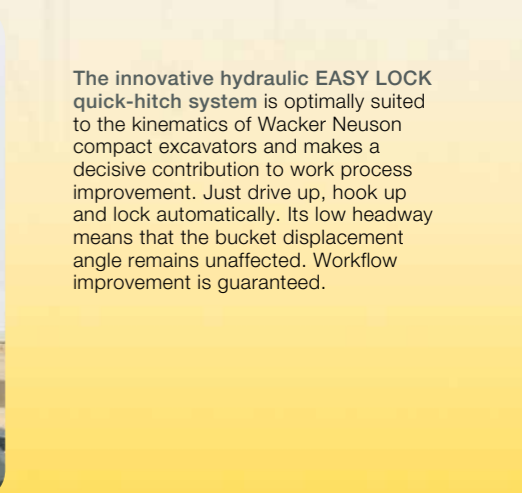 The innovative hydraulic EASY LOCK
quick-hitch system is optimally suited
to the kinematics of Wacker Neuson
compact excavators and makes a
decisive contribution to work process
improvement. Just drive up, hook up
and lock automatically. Its low headway
means that the bucket displacement
angle remains unaffected. Workflow
improvement is guaranteed.